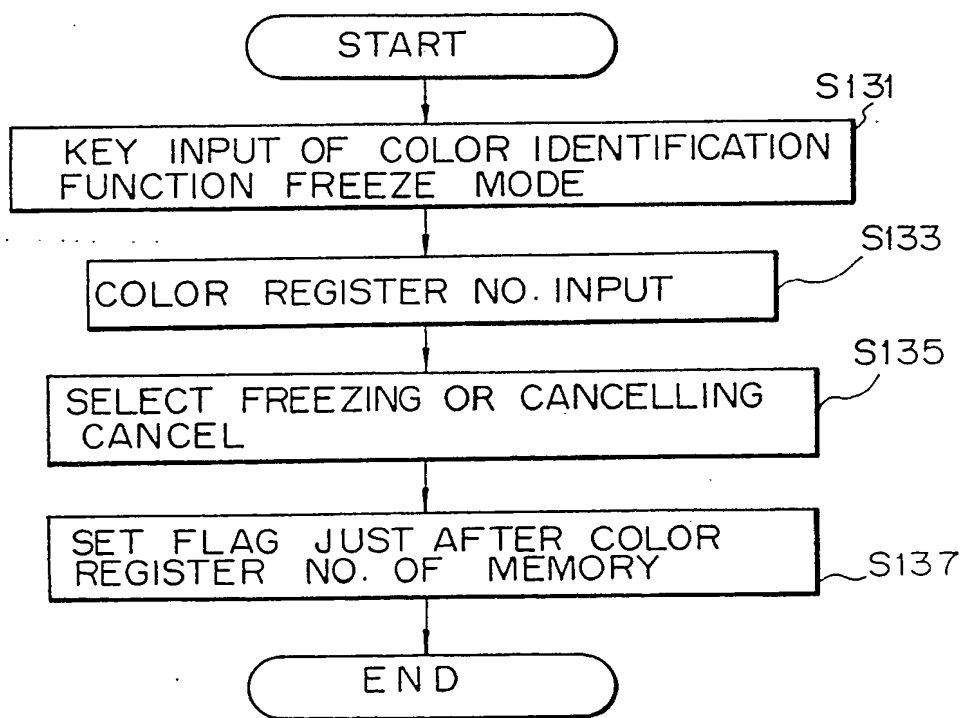 START
S131
KEY INPUT OF COLOR IDENTIFICATION
FUNCTION FREEZE MODE
S133
COLOR REGISTER NO. INPUT
S135
SELECT FREEZING OR CANCELLING
CANCEL
SET FLAG JUST AFTER COLOR
REGISTER NO. OF MEMORY
S137
END